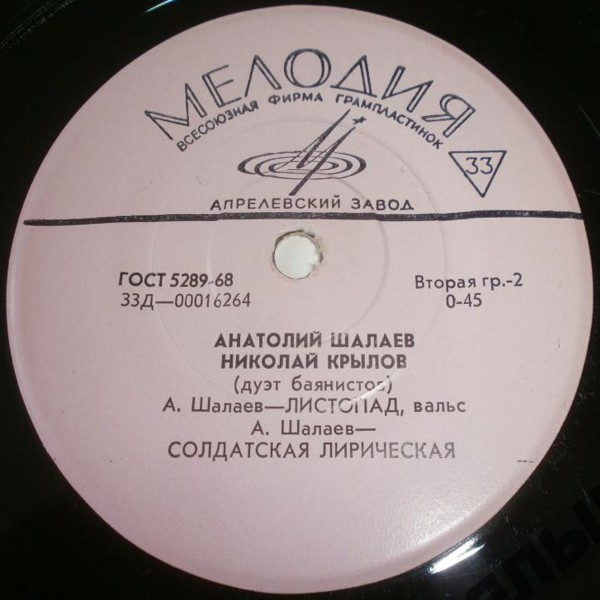 МЕЛОДИЯ
ВСЕСОЮЗНАЯ ФИРМА ГРАМПЛАСТИНОК
33
АПРЕЛЕВСКИЙ ЗАВОД
ГОСТ 5289-68 Вторая гр.-2
33Д—00016264 0-45
АНАТОЛИЙ ШАЛАЕВ
НИКОЛАЙ КРЫЛОВ
(дуэт баянистов)
А. Шалаев—ЛИСТОПАД, вальс
А. Шалаев—
СОЛДАТСКАЯ ЛИРИЧЕСКАЯ